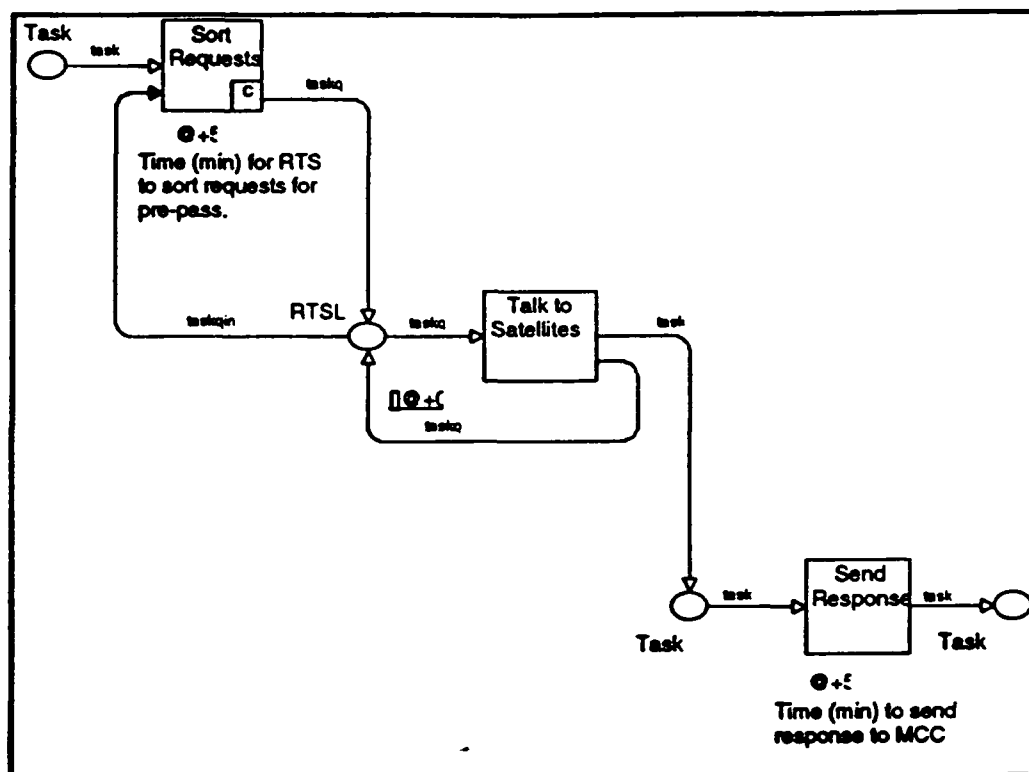 Task
task
Sort
Requests
C
taskq
@+5
Time (min) for RTS
to sort requests for
pre-pass.
RTSL
taskqin
taskq
Talk to
Satellites
task
[]@+0
taskq
task
Send
Response
task
Task
Task
@+5
Time (min) to send
response to MCC